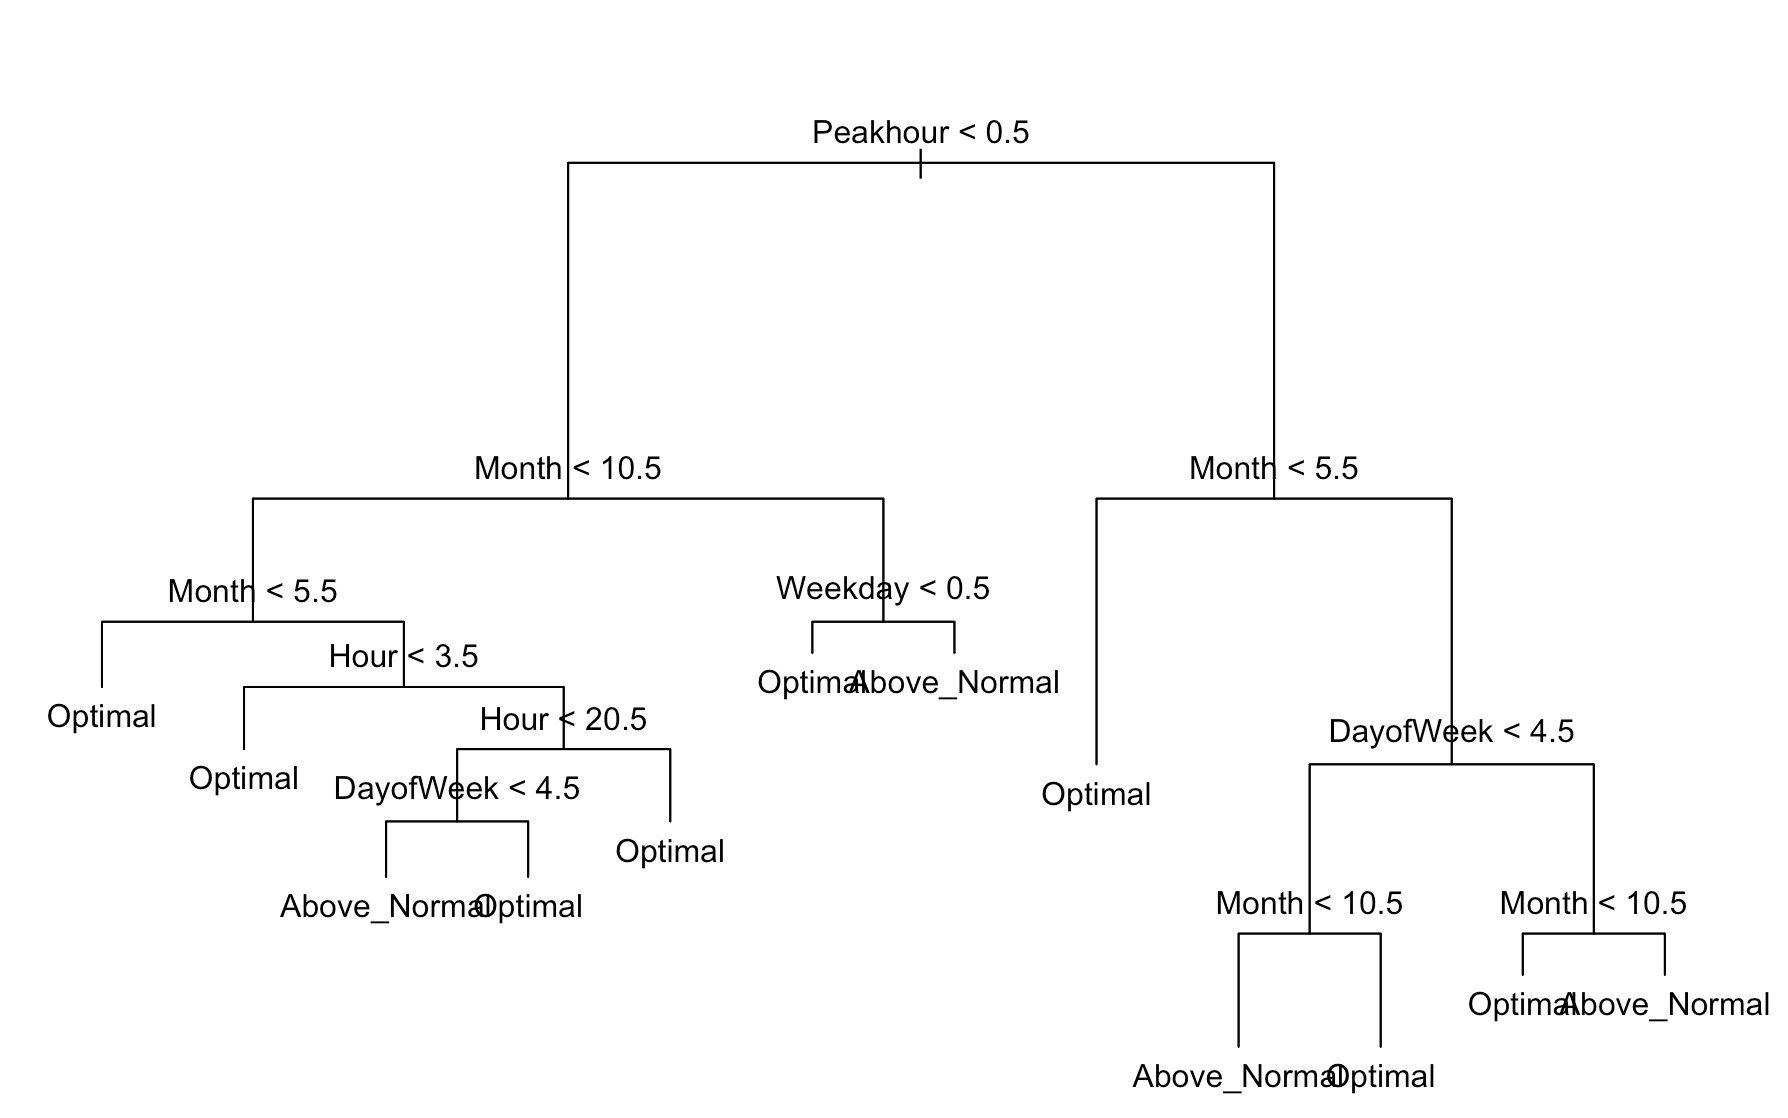 Peakhour < 0.5
Month < 10.5
Month < 5.5
Month < 5.5
Weekday < 0.5
Hour < 3.5
Optimal
Above_Normal
Optimal
Hour < 20.5
DayofWeek < 4.5
Optimal
DayofWeek < 4.5
Optimal
Optimal
Above_Normal
Optimal
Month < 10.5
Month < 10.5
Optimal
Above_Normal
Above_Normal
Optimal